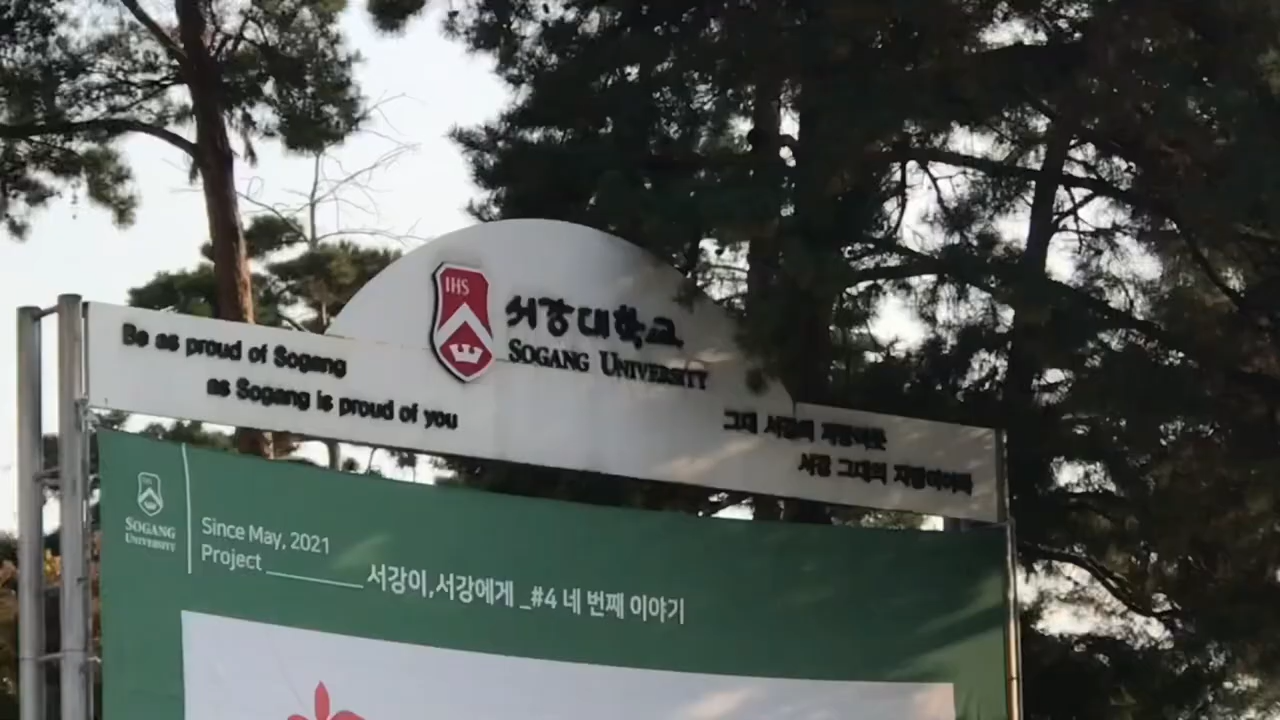 IHS
서강대학교
SOGANG UNIVERSITY
Be as proud of Sogang
as Sogang is proud of you
그대 서강의 자랑이듯
서강 그대의 자랑이어라
SOGANG
UNIVERSITY
Since May, 2021
Project ________ 서강이,서강에게 _#4 네 번째 이야기